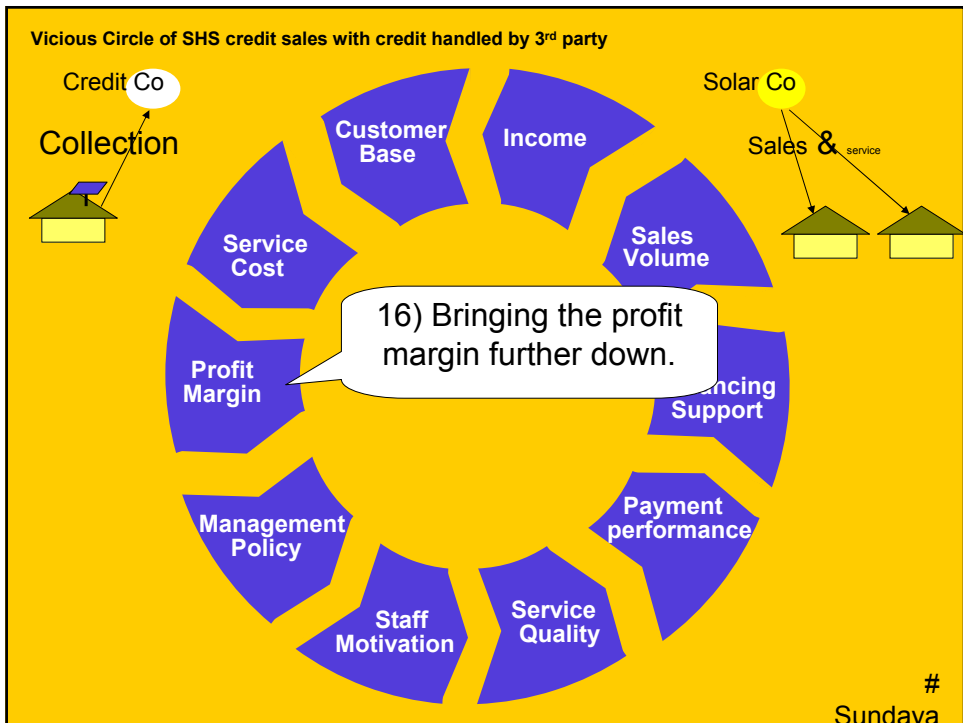 Vicious Circle of SHS credit sales with credit handled by 3rd party
Credit Co
Collection
Solar Co
Sales & service
Customer
Base
Income
Sales
Volume
Service
Cost
16) Bringing the profit
margin further down.
Profit
Margin
Support
Payment
performance
Management
Policy
Staff
Motivation
Service
Quality
#